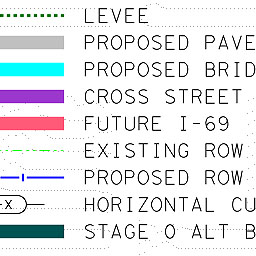 LEVEE
PROPOSED PAVE
PROPOSED BRID
CROSS STREET
FUTURE I-69
EXISTING ROW
PROPOSED ROW
X HORIZONTAL CU
STAGE 0 ALT B